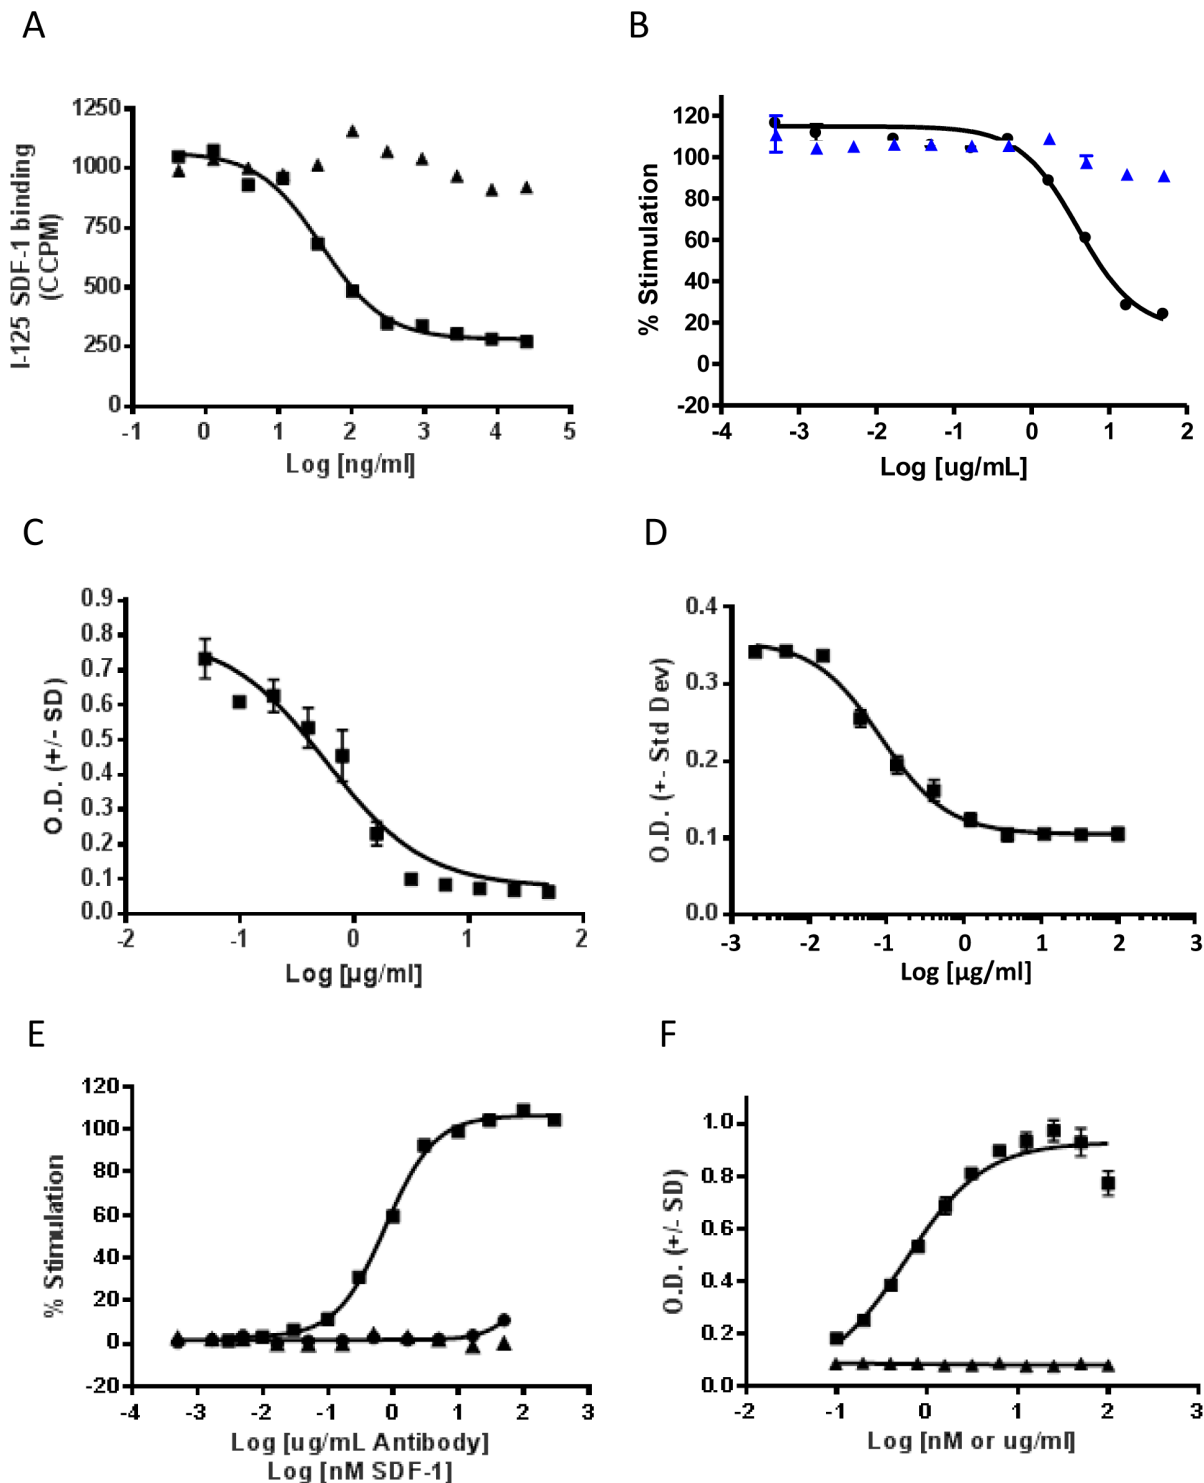 A
1250
1000
750
500
250
0
I-125 SDF-1 binding
(CCPM)
-1 0 1 2 3 4 5
Log [ng/ml]
B
120
100
80
60
40
20
0
-20
% Stimulation
-4 -3 -2 -1 0 1 2
Log [ug/mL]
C
0.9
0.8
0.7
0.6
0.5
0.4
0.3
0.2
0.1
0.0
O.D. (+/- SD)
-2 -1 0 1 2
Log [µg/ml]
D
0.4
0.3
0.2
0.1
0.0
O.D. (+- Std Dev)
-3 -2 -1 0 1 2 3
Log [µg/ml]
E
120
100
80
60
40
20
0
-20
% Stimulation
-4 -3 -2 -1 0 1 2 3
Log [ug/mL Antibody]
Log [nM SDF-1]
F
1.0
0.8
0.6
0.4
0.2
0.0
O.D. (+/- SD)
-2 -1 0 1 2 3
Log [nM or ug/ml]